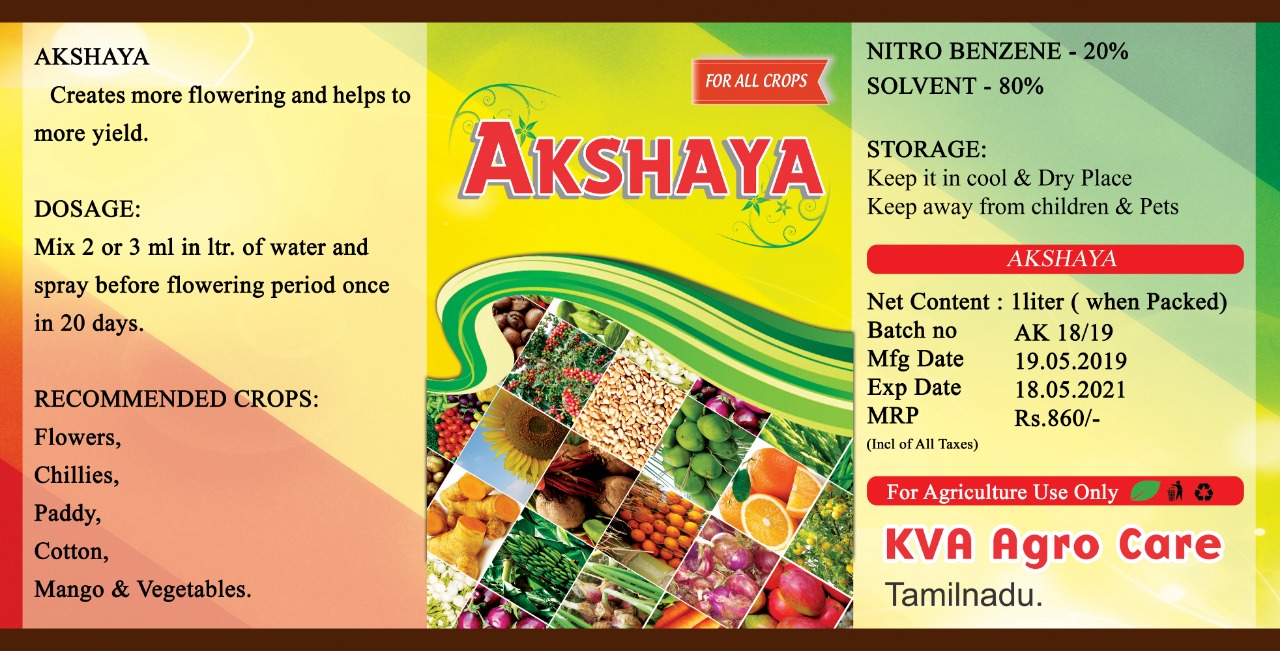 AKSHAYA
Creates more flowering and helps to
more yield.
DOSAGE:
Mix 2 or 3 ml in ltr. of water and
spray before flowering period once
in 20 days.
RECOMMENDED CROPS:
Flowers,
Chillies,
Paddy,
Cotton,
Mango & Vegetables.
FOR ALL CROPS
AKSHAYA
NITRO BENZENE - 20%
SOLVENT - 80%
STORAGE:
Keep it in cool & Dry Place
Keep away from children & Pets
AKSHAYA
Net Content : 1liter ( when Packed)
Batch no AK 18/19
Mfg Date 19.05.2019
Exp Date 18.05.2021
MRP Rs.860/-
(Incl of All Taxes)
For Agriculture Use Only
KVA Agro Care
Tamilnadu.